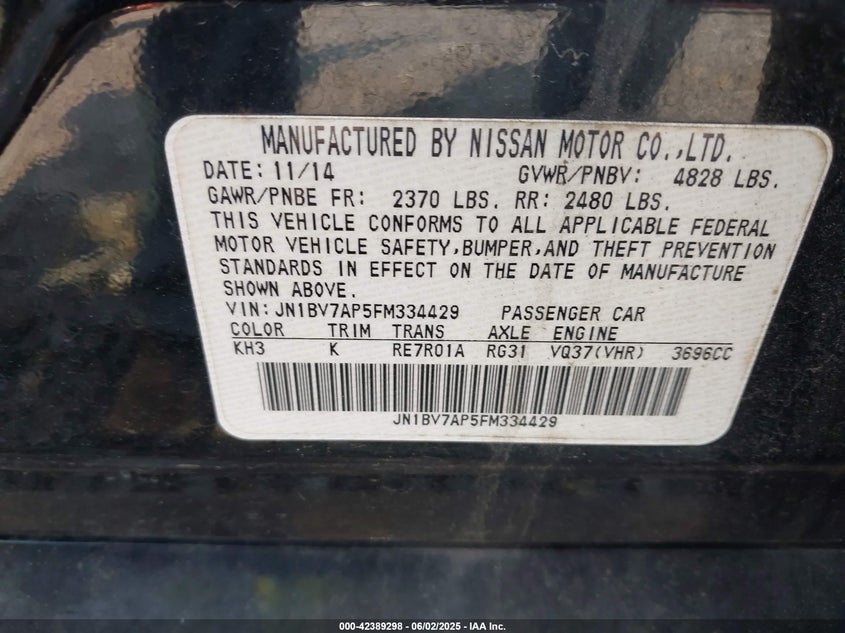 MANUFACTURED BY NISSAN MOTOR CO.,LTD.
DATE: 11/14 GVWR/PNBV: 4828 LBS.
GAWR/PNBE FR: 2370 LBS. RR: 2480 LBS.
THIS VEHICLE CONFORMS TO ALL APPLICABLE FEDERAL
MOTOR VEHICLE SAFETY,BUMPER,AND THEFT PREVENTION
STANDARDS IN EFFECT ON THE DATE OF MANUFACTURE
SHOWN ABOVE.
VIN:JN1BV7AP5FM334429 PASSENGER CAR
COLOR TRIM TRANS AXLE ENGINE
KH3 K RE7R01A RG31 VQ37(VHR) 3696CC
JN1BV7AP5FM334429
000-42389298 - 06/02/2025 - IAA Inc.